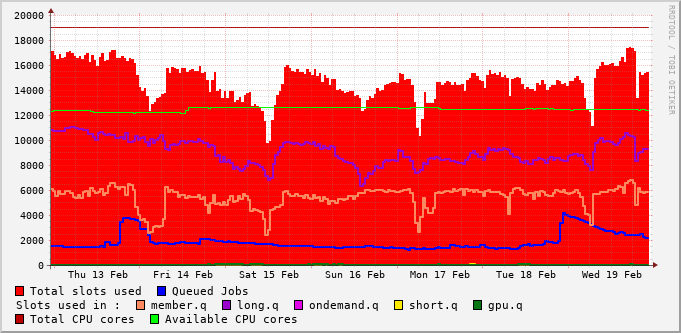 20000
18000
16000
14000
12000
10000
8000
6000
4000
2000
0
Thu 13 Feb Fri 14 Feb Sat 15 Feb Sun 16 Feb Mon 17 Feb Tue 18 Feb Wed 19 Feb
RRDTOOL / TOBI OETIKER
Total slots used Queued Jobs
Slots used in : member.q long.q ondemand.q short.q gpu.q
Total CPU cores Available CPU cores